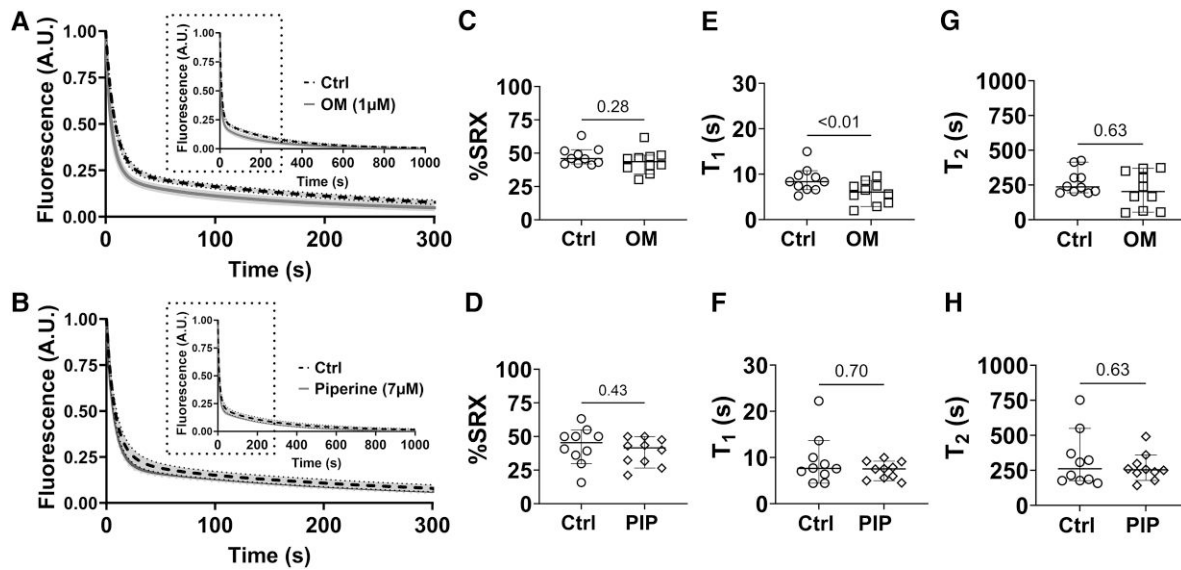 A
Fluorescence (A.U.)
1.00
0.75
0.50
0.25
0.00
0
100
200
300
Time (s)
Fluorescence (A.U.)
1.00
0.75
0.50
0.25
0.00
0
200
400
600
800
1000
Time (s)
Ctrl
OM (1μM)
B
Fluorescence (A.U.)
1.00
0.75
0.50
0.25
0.00
0
100
200
300
Time (s)
Fluorescence (A.U.)
1.00
0.75
0.50
0.25
0.00
0
200
400
600
800
1000
Time (s)
Ctrl
Piperine (7μM)
C
%SRX
100
75
50
25
0
0.28
Ctrl
OM
D
%SRX
100
75
50
25
0
0.43
Ctrl
PIP
E
T1 (s)
30
20
10
0
<0.01
Ctrl
OM
F
T1 (s)
30
20
10
0
0.70
Ctrl
PIP
G
T2 (s)
1000
750
500
250
0
0.63
Ctrl
OM
H
T2 (s)
1000
750
500
250
0
0.63
Ctrl
PIP